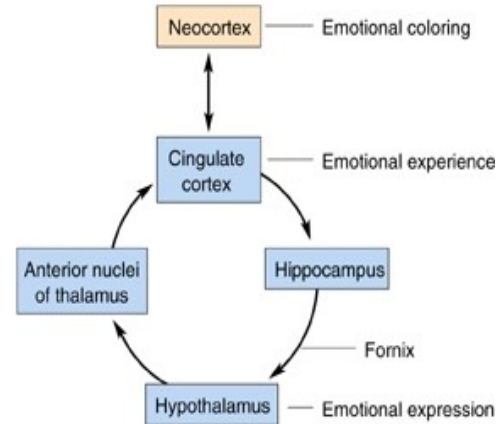 Neocortex
Emotional coloring
Cingulate
cortex
Emotional experience
Anterior nuclei
of thalamus
Hippocampus
Fornix
Hypothalamus
Emotional expression